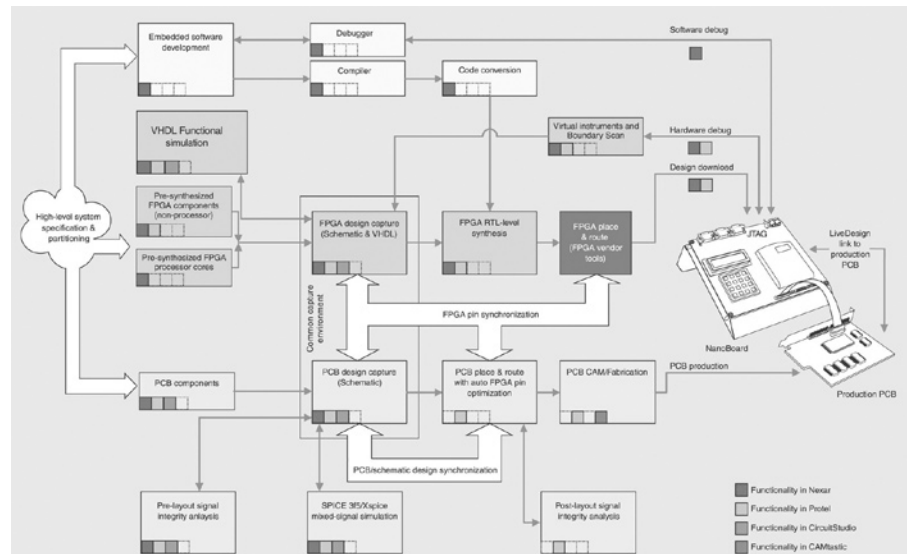 Embedded software
development
Debugger
Software debug
Compiler
Code conversion
VHDL Functional
simulation
Virtual instruments and
Boundary Scan
Hardware debug
Design download
Pre-synthesized
FPGA components
(non-processor)
High-level system
specification &
partitioning
FPGA design capture
(Schematic & VHDL)
FPGA RTL-level
synthesis
FPGA place
& route
(FPGA vendor
tools)
JTAG
LiveDesign
link to
production
PCB
Pre-synthesized FPGA
processor cores
Common capture
environment
FPGA pin synchronization
NanoBoard
PCB components
PCB design capture
(Schematic)
PCB place & route
with auto FPGA pin
optimization
PCB CAM/Fabrication
PCB production
Production PCB
PCB/schematic design synchronization
Pre-layout signal
integrity anlaysis
SPICE 3f5/Xspice
mixed-signal simulation
Post-layout signal
integrity analysis
Functionality in Nexar
Functionality in Protel
Functionality in CircuitStudio
Functionality in CAMtastic